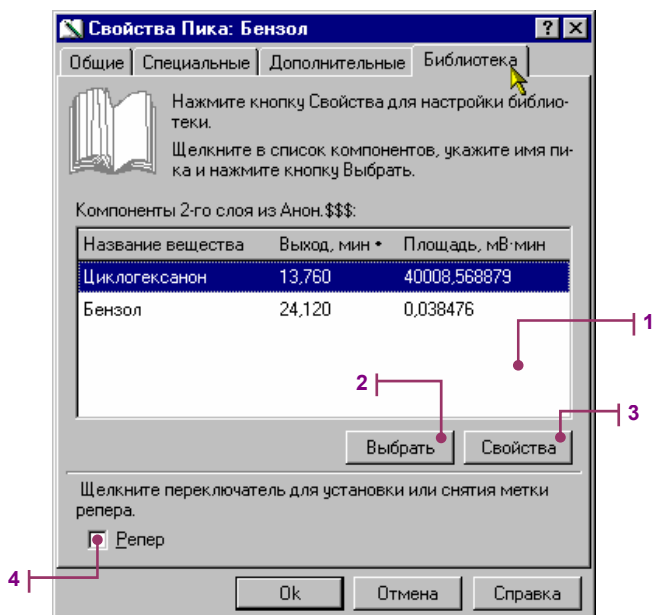 Свойства Пика: Бензол
Общие Специальные Дополнительные Библиотека
Нажмите кнопку Свойства для настройки библио-
теки.
Щелкните в список компонентов, укажите имя пи-
ка и нажмите кнопку Выбрать.
Компоненты 2-го слоя из Анон.$$$:
Название вещества Выход, мин • Площадь, мВ·мин
Циклогексанон 13,760 40008,568879
Бензол 24,120 0,038476
1
2
3
Выбрать Свойства
Щелкните переключатель для установки или снятия метки
репера.
Репер
4
Ok Отмена Справка